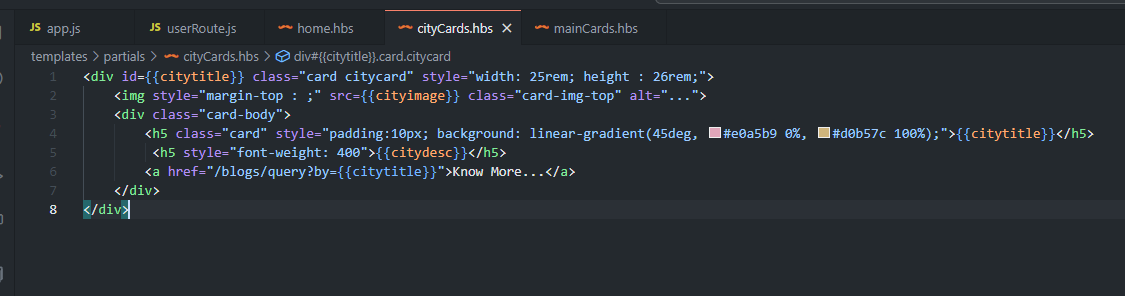 app.js userRoute.js home.hbs cityCards.hbs mainCards.hbs
templates > partials > cityCards.hbs > div#{{citytitle}}.card.citycard
1 <div id={{citytitle}} class="card citycard" style="width: 25rem; height : 26rem;">
2 <img style="margin-top : ;" src={{cityimage}} class="card-img-top" alt="...">
3 <div class="card-body">
4 <h5 class="card" style="padding:10px; background: linear-gradient(45deg, #e0a5b9 0%, #d0b57c 100%);">{{citytitle}}</h5>
5 <h5 style="font-weight: 400">{{citydesc}}</h5>
6 <a href="/blogs/query?by={{citytitle}}">Know More...</a>
7 </div>
8 </div>